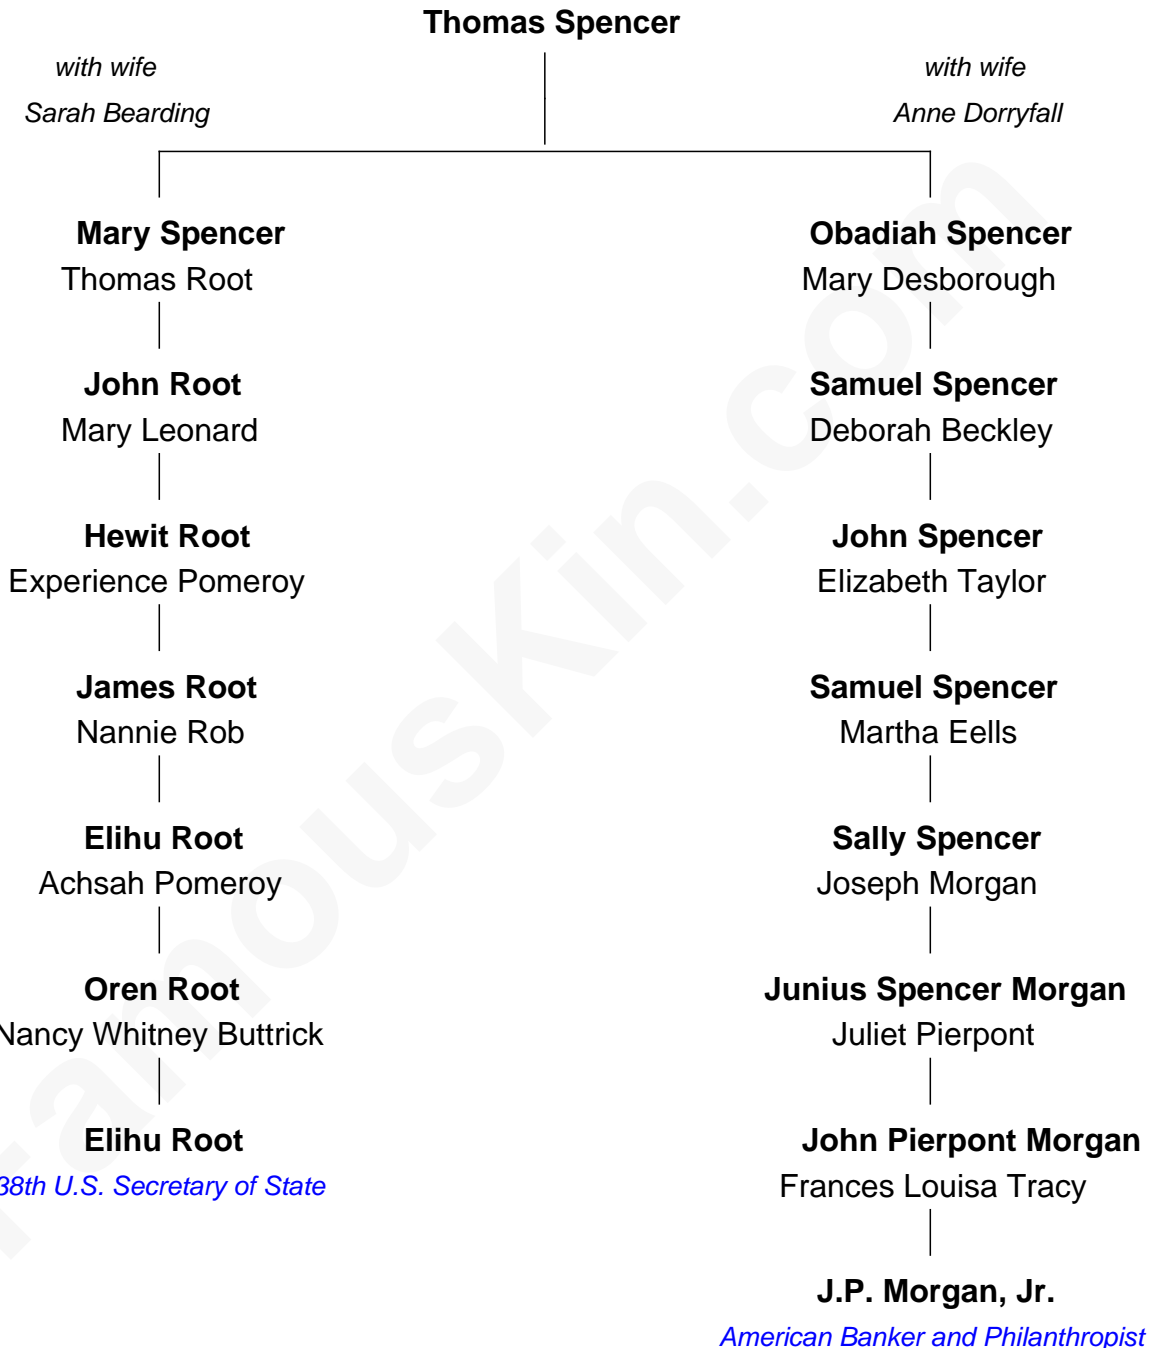 Thomas Spencer
with wife
Sarah Bearding
with wife
Anne Dorryfall
Mary Spencer
Thomas Root
Obadiah Spencer
Mary Desborough
John Root
Mary Leonard
Samuel Spencer
Deborah Beckley
Hewit Root
Experience Pomeroy
John Spencer
Elizabeth Taylor
James Root
Nannie Rob
Samuel Spencer
Martha Eells
Elihu Root
Achsah Pomeroy
Sally Spencer
Joseph Morgan
Oren Root
Nancy Whitney Buttrick
Junius Spencer Morgan
Juliet Pierpont
Elihu Root
38th U.S. Secretary of State
John Pierpont Morgan
Frances Louisa Tracy
J.P. Morgan, Jr.
American Banker and Philanthropist
FamousKin.com